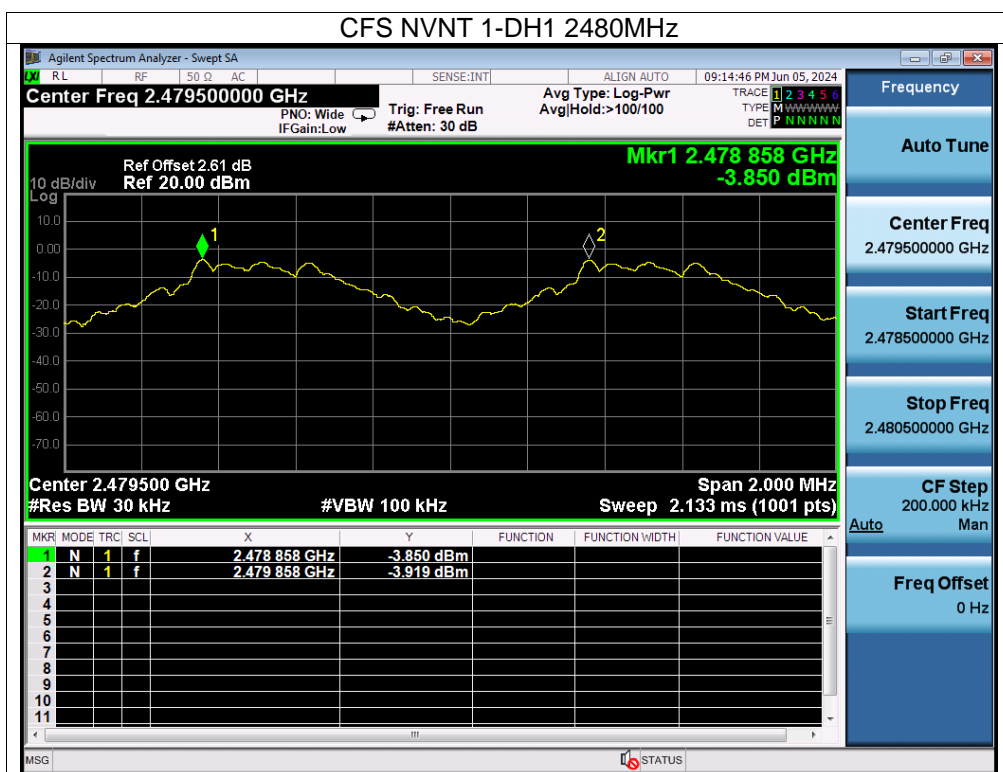 CFS NVNT 1-DH1 2480MHz
Agilent Spectrum Analyzer - Swept SA
LXI RL RF 50 Ω AC SENSE:INT ALIGN AUTO 09:14:46 PM Jun 05, 2024
Center Freq 2.479500000 GHz
PNO: Wide
IFGain:Low
Trig: Free Run
#Atten: 30 dB
Avg Type: Log-Pwr
Avg|Hold:>100/100
TRACE 1 2 3 4 5 6
TYPE M W W W W W
DET P N N N N N
Mkr1 2.478 858 GHz
-3.850 dBm
Ref Offset 2.61 dB
10 dB/div Ref 20.00 dBm
Log
10.0
0.00
-10.0
-20.0
-30.0
-40.0
-50.0
-60.0
-70.0
1
2
Center 2.479500 GHz Span 2.000 MHz
#Res BW 30 kHz #VBW 100 kHz Sweep 2.133 ms (1001 pts)
MKR MODE TRC SCL X Y FUNCTION FUNCTION WIDTH FUNCTION VALUE
1 N 1 f 2.478 858 GHz -3.850 dBm
2 N 1 f 2.479 858 GHz -3.919 dBm
3
4
5
6
7
8
9
10
11
MSG STATUS
Frequency
Auto Tune
Center Freq
2.479500000 GHz
Start Freq
2.478500000 GHz
Stop Freq
2.480500000 GHz
CF Step
200.000 kHz
Auto Man
Freq Offset
0 Hz